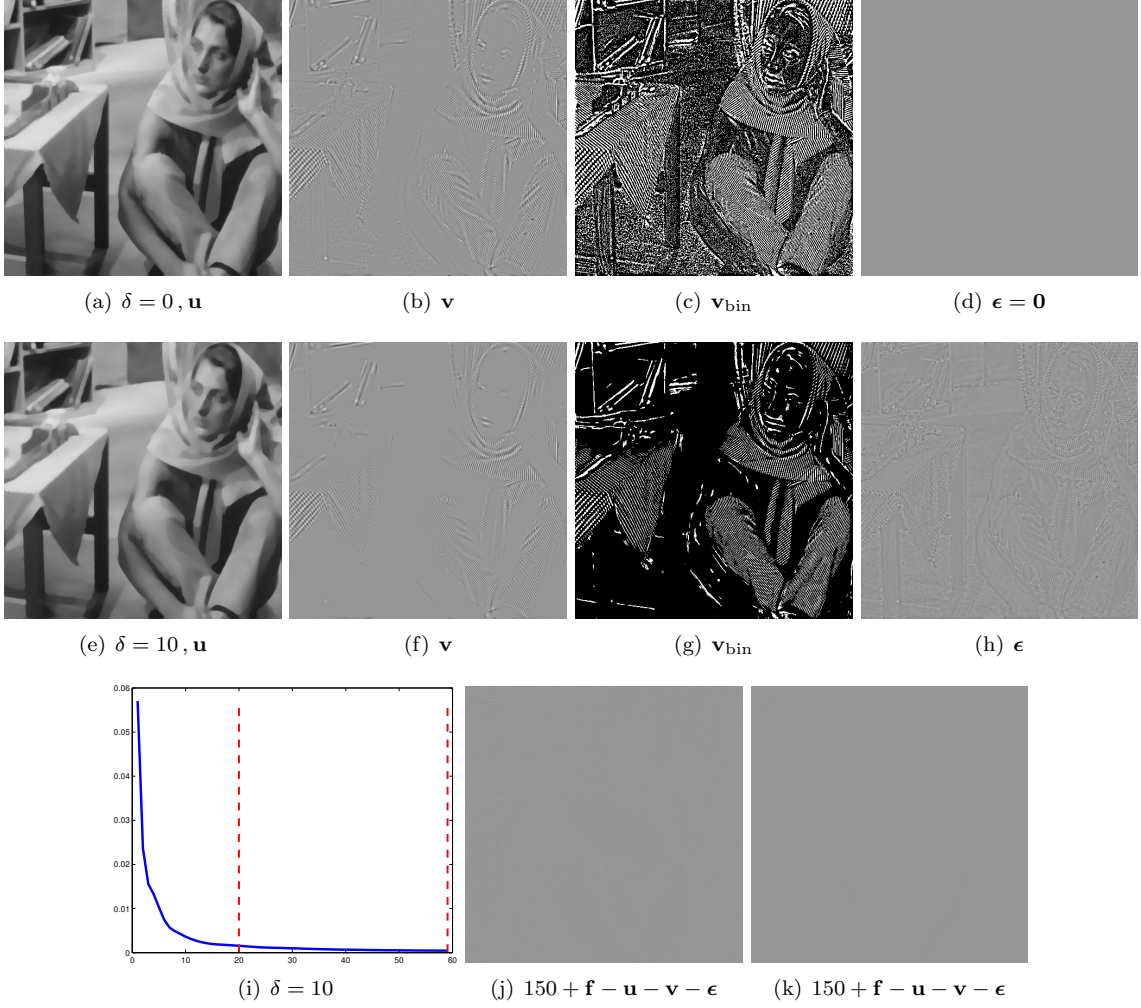 (a) δ = 0 , u
(b) v
(c) v_bin
(d) ϵ = 0
(e) δ = 10 , u
(f) v
(g) v_bin
(h) ϵ
0.06
0.05
0.04
0.03
0.02
0.01
0
0 10 20 30 40 50 60
(i) δ = 10
(j) 150 + f − u − v − ϵ
(k) 150 + f − u − v − ϵ